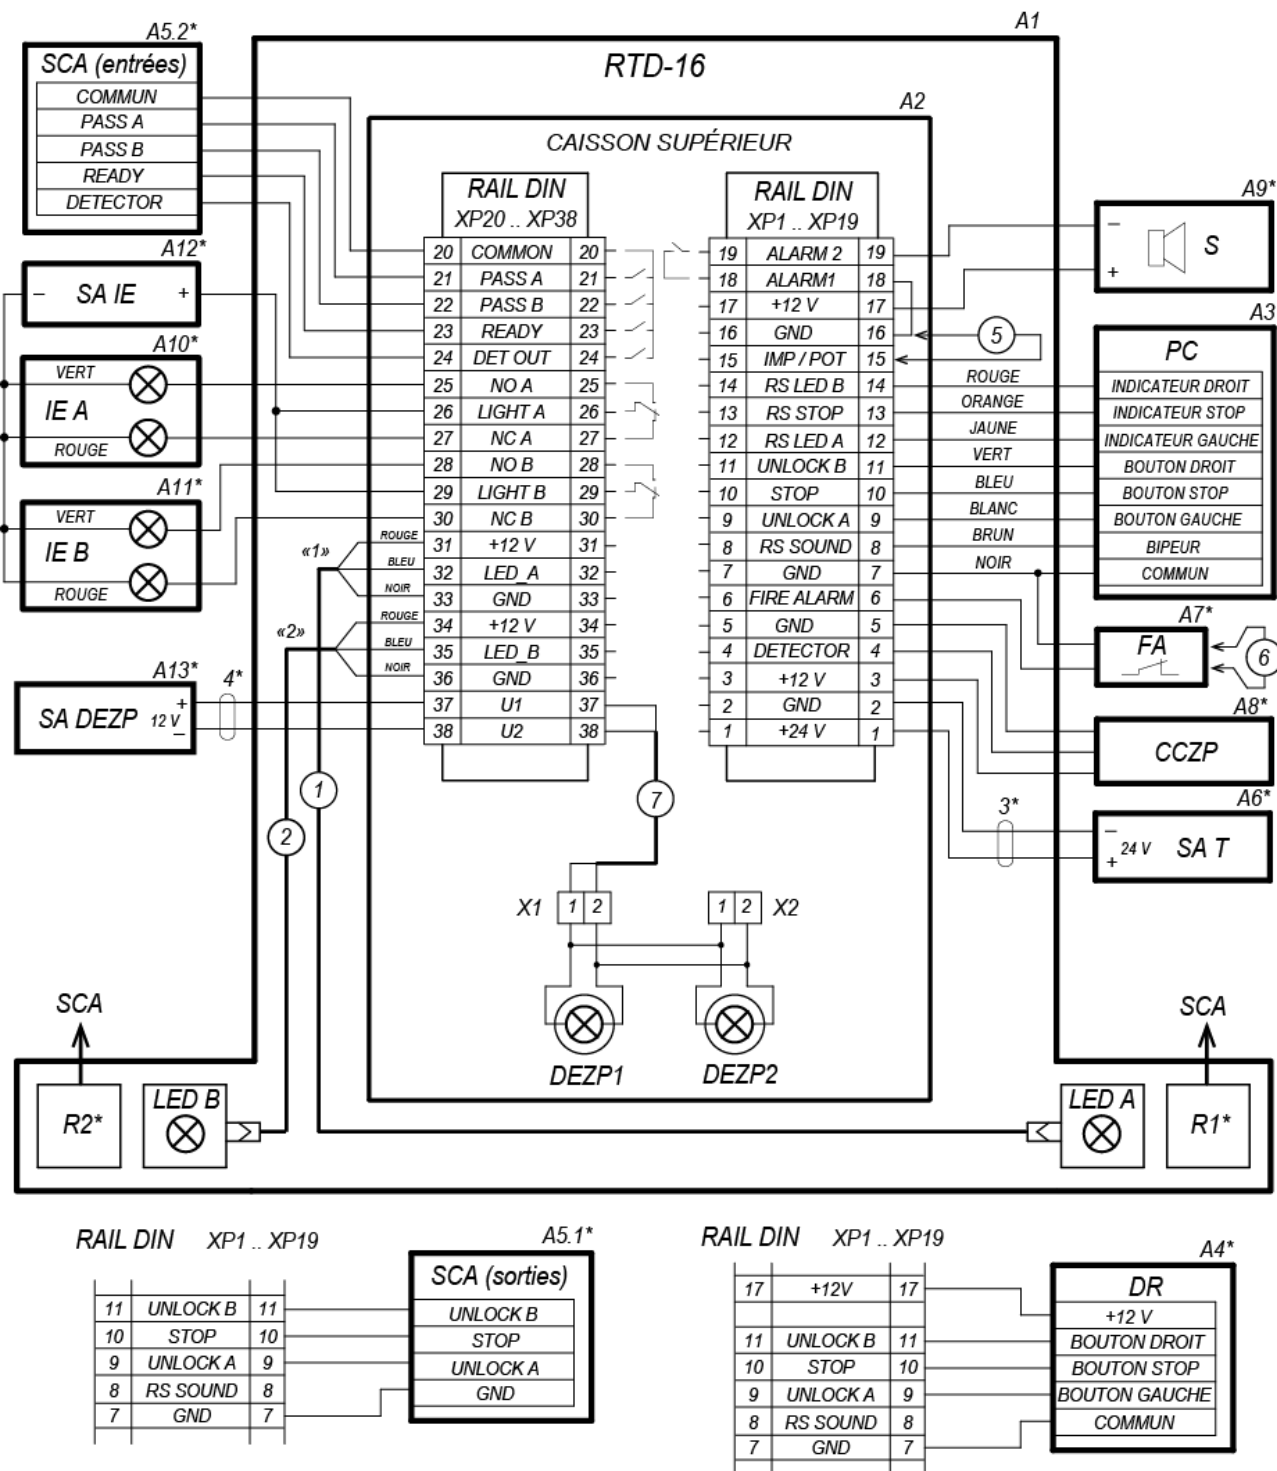 A1
RTD-16
A5.2*
SCA (entrées)
COMMUN
PASS A
PASS B
READY
DETECTOR
A12*
− SA IE +
A10*
VERT
IE A
ROUGE
A11*
VERT
IE B
ROUGE
A13*
SA DEZP 12 V + −
4*
«1»
ROUGE
BLEU
NOIR
«2»
ROUGE
BLEU
NOIR
1
2
A2
CAISSON SUPÉRIEUR
RAIL DIN
XP20 .. XP38
20 COMMON 20
21 PASS A 21
22 PASS B 22
23 READY 23
24 DET OUT 24
25 NO A 25
26 LIGHT A 26
27 NC A 27
28 NO B 28
29 LIGHT B 29
30 NC B 30
31 +12 V 31
32 LED_A 32
33 GND 33
34 +12 V 34
35 LED_B 35
36 GND 36
37 U1 37
38 U2 38
RAIL DIN
XP1 .. XP19
19 ALARM 2 19
18 ALARM1 18
17 +12 V 17
16 GND 16
15 IMP / POT 15
14 RS LED B 14
13 RS STOP 13
12 RS LED A 12
11 UNLOCK B 11
10 STOP 10
9 UNLOCK A 9
8 RS SOUND 8
7 GND 7
6 FIRE ALARM 6
5 GND 5
4 DETECTOR 4
3 +12 V 3
2 GND 2
1 +24 V 1
7
X1 1 2
1 2 X2
DEZP1
DEZP2
5
ROUGE
ORANGE
JAUNE
VERT
BLEU
BLANC
BRUN
NOIR
A9*
− + S
A3
PC
INDICATEUR DROIT
INDICATEUR STOP
INDICATEUR GAUCHE
BOUTON DROIT
BOUTON STOP
BOUTON GAUCHE
BIPEUR
COMMUN
A7*
FA
6
A8*
CCZP
A6*
3*
− + 24 V SA T
SCA
R2*
LED B
SCA
LED A
R1*
RAIL DIN XP1 .. XP19
11 UNLOCK B 11
10 STOP 10
9 UNLOCK A 9
8 RS SOUND 8
7 GND 7
A5.1*
SCA (sorties)
UNLOCK B
STOP
UNLOCK A
GND
RAIL DIN XP1 .. XP19
17 +12V 17
11 UNLOCK B 11
10 STOP 10
9 UNLOCK A 9
8 RS SOUND 8
7 GND 7
A4*
DR
+12 V
BOUTON DROIT
BOUTON STOP
BOUTON GAUCHE
COMMUN